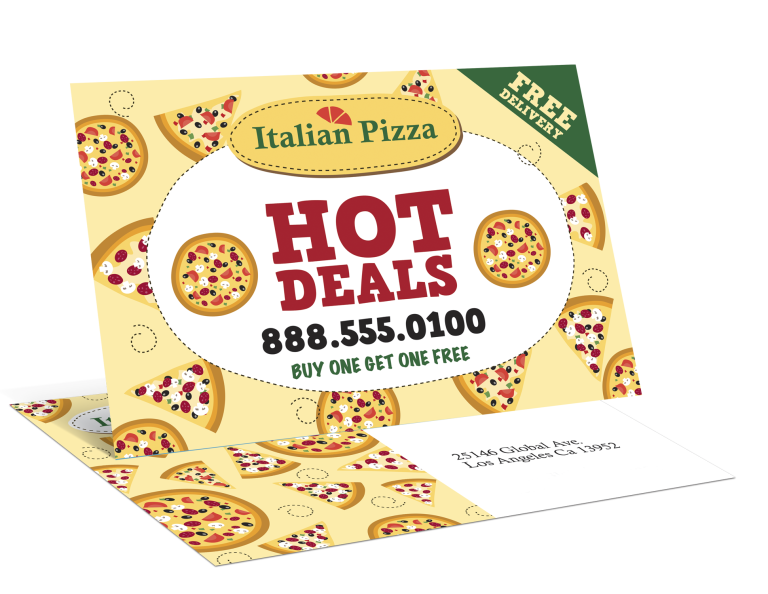 FREE
DELIVERY
Italian Pizza
HOT
DEALS
888.555.0100
BUY ONE GET ONE FREE
25146 Global Ave.
Los Angeles Ca 13952